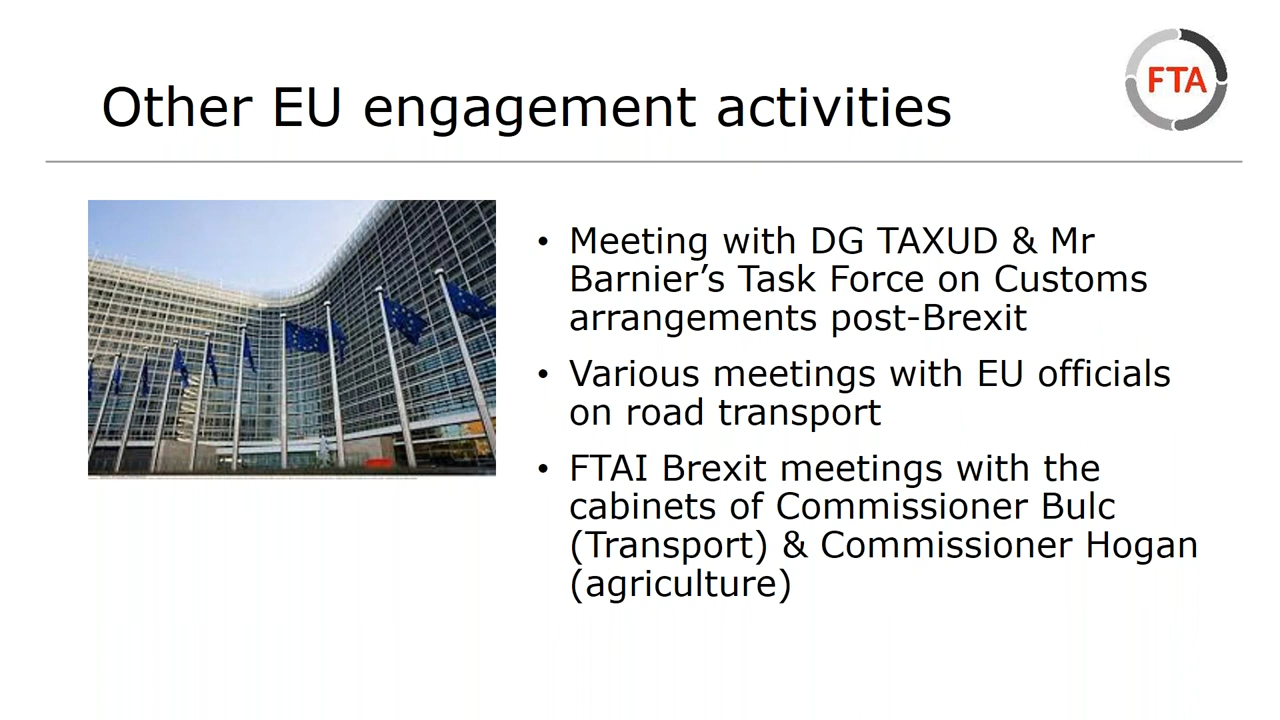 Other EU engagement activities
FTA
• Meeting with DG TAXUD & Mr
Barnier’s Task Force on Customs
arrangements post-Brexit
• Various meetings with EU officials
on road transport
• FTAI Brexit meetings with the
cabinets of Commissioner Bulc
(Transport) & Commissioner Hogan
(agriculture)